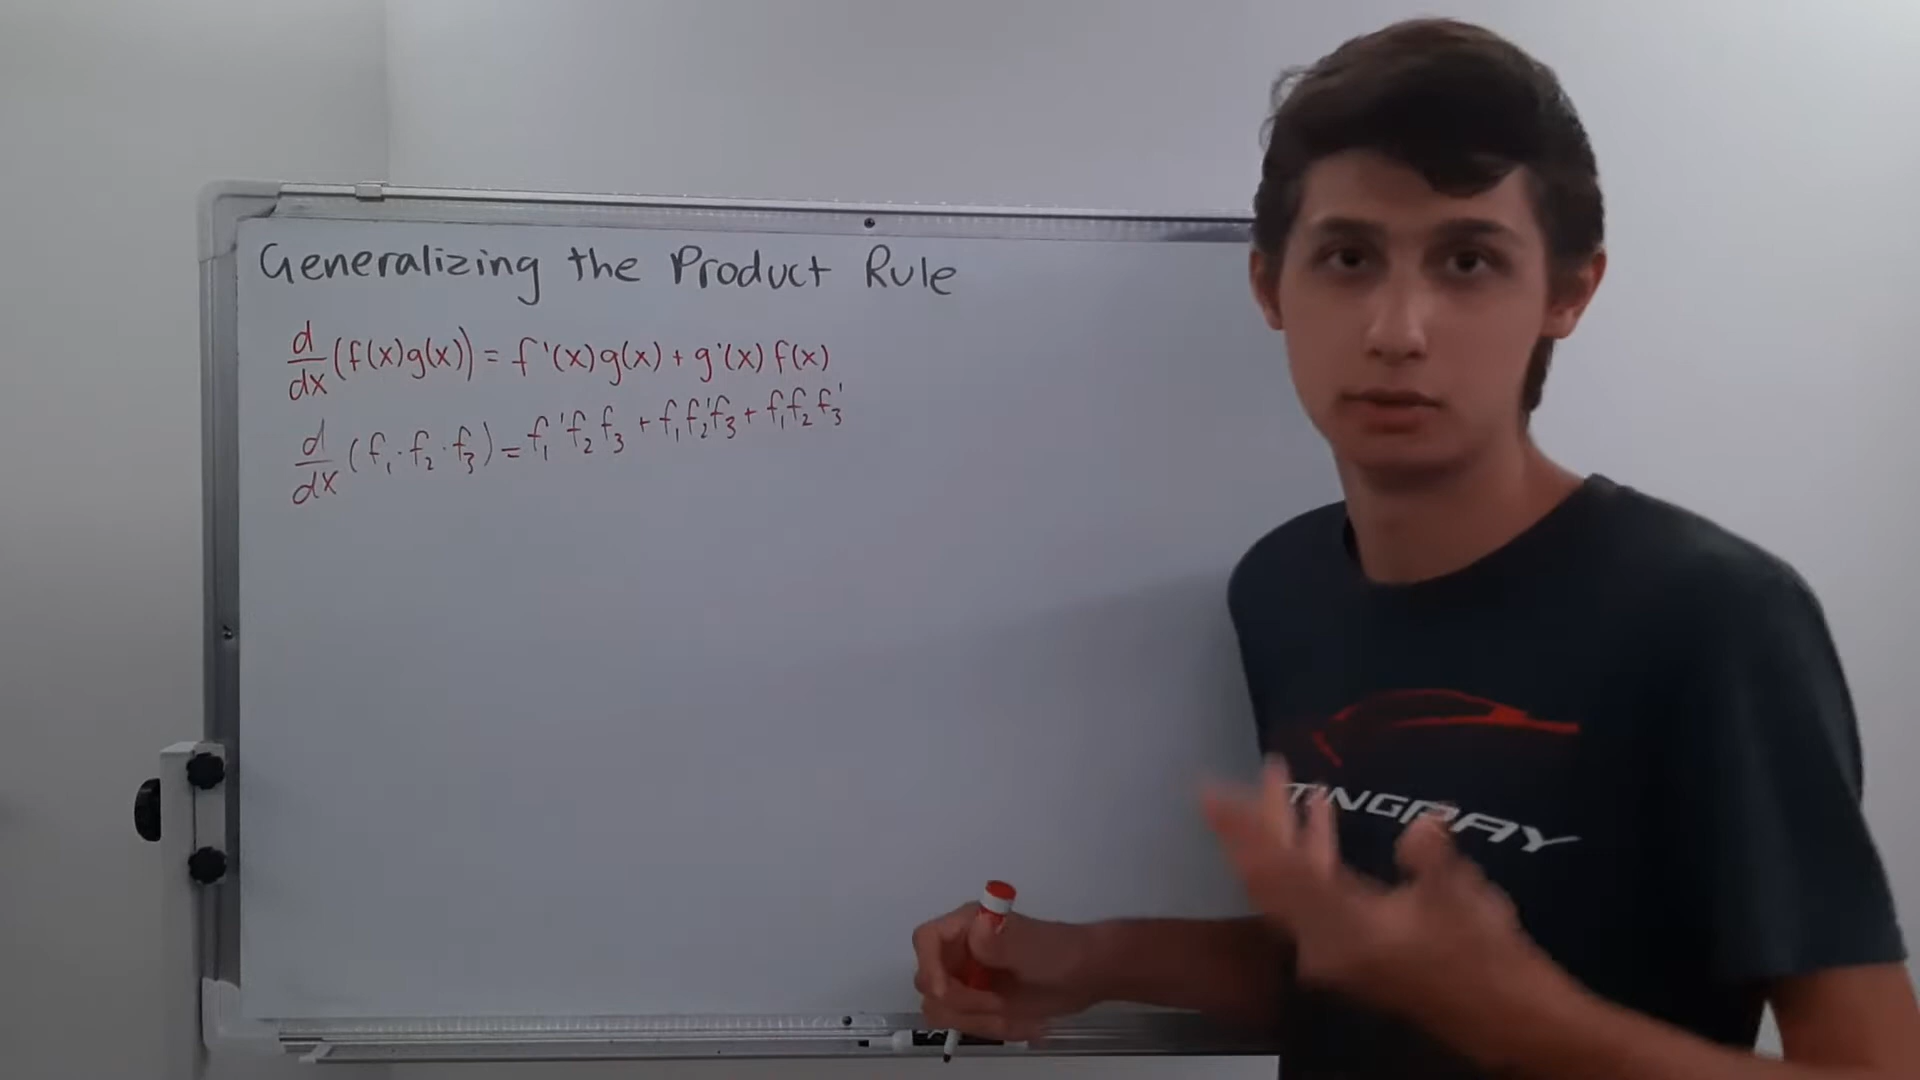 Generalizing the Product Rule
d/dx (f(x)g(x)) = f'(x)g(x) + g'(x) f(x)
d/dx (f₁·f₂·f₃) = f₁'f₂f₃ + f₁f₂'f₃ + f₁f₂f₃'
TINGRAY